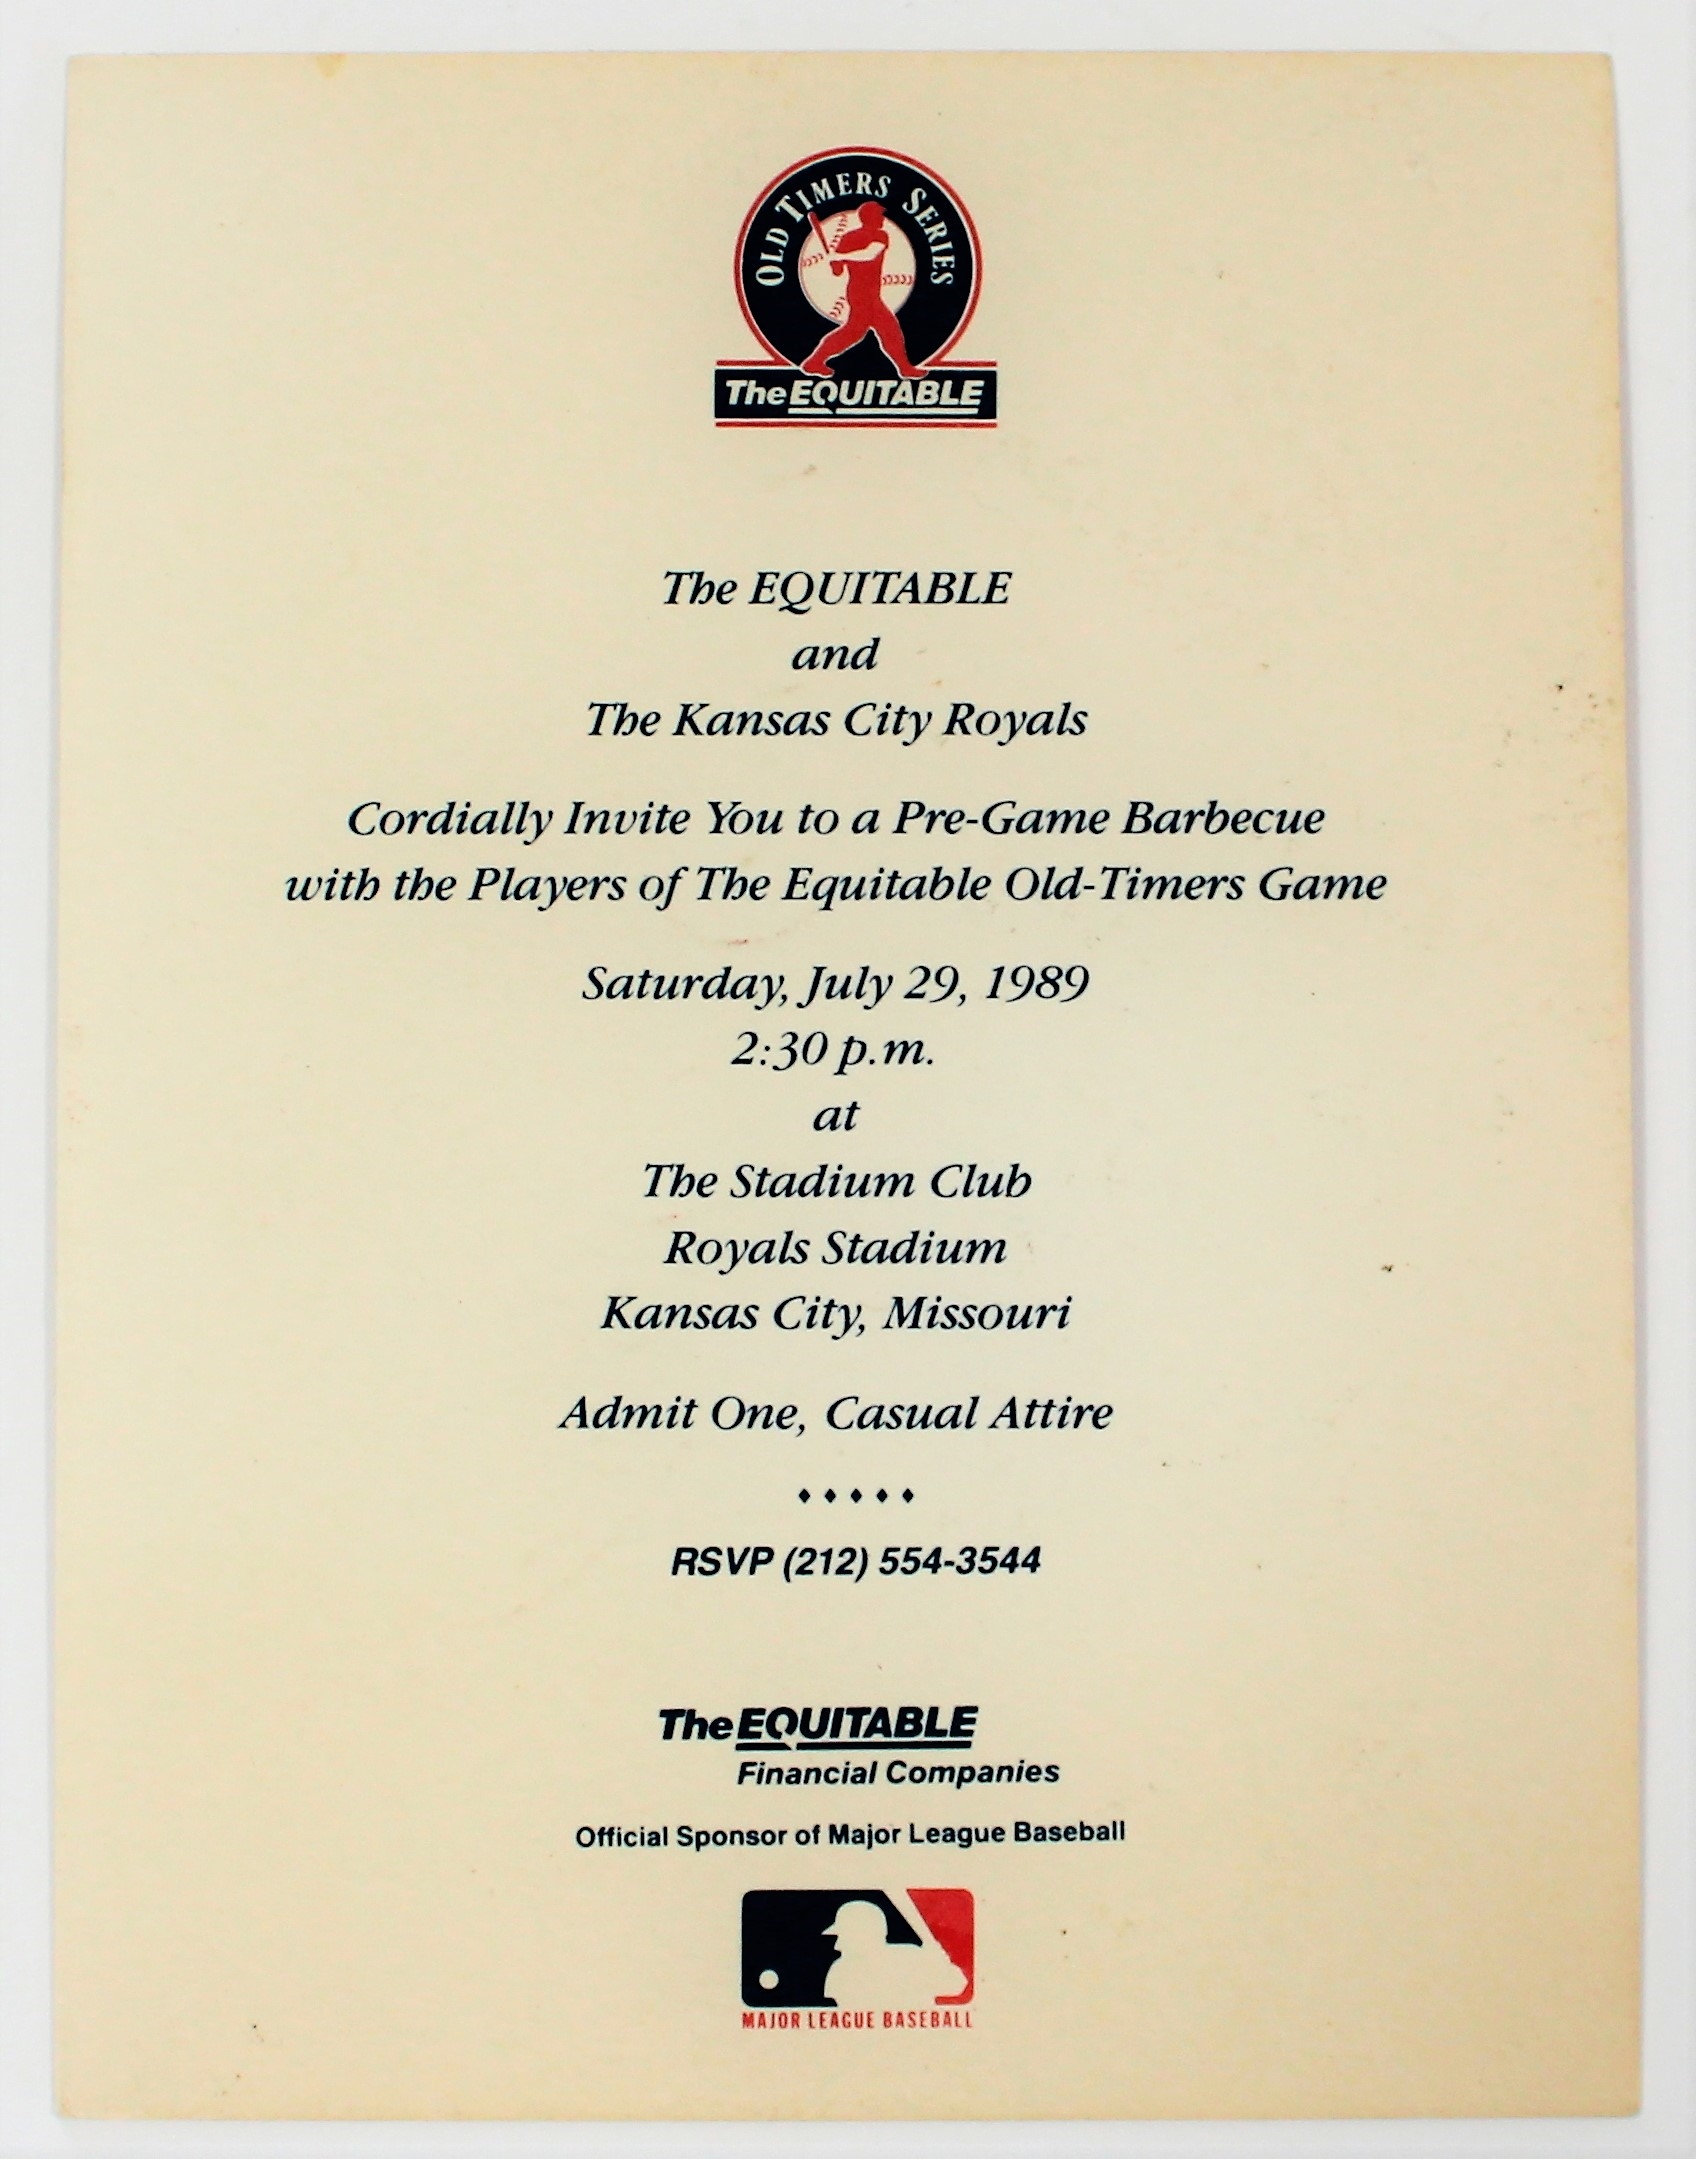 OLD TIMERS SERIES
The EQUITABLE
The EQUITABLE
and
The Kansas City Royals
Cordially Invite You to a Pre-Game Barbecue
with the Players of The Equitable Old-Timers Game
Saturday, July 29, 1989
2:30 p.m.
at
The Stadium Club
Royals Stadium
Kansas City, Missouri
Admit One, Casual Attire
RSVP (212) 554-3544
The EQUITABLE
Financial Companies
Official Sponsor of Major League Baseball
MAJOR LEAGUE BASEBALL